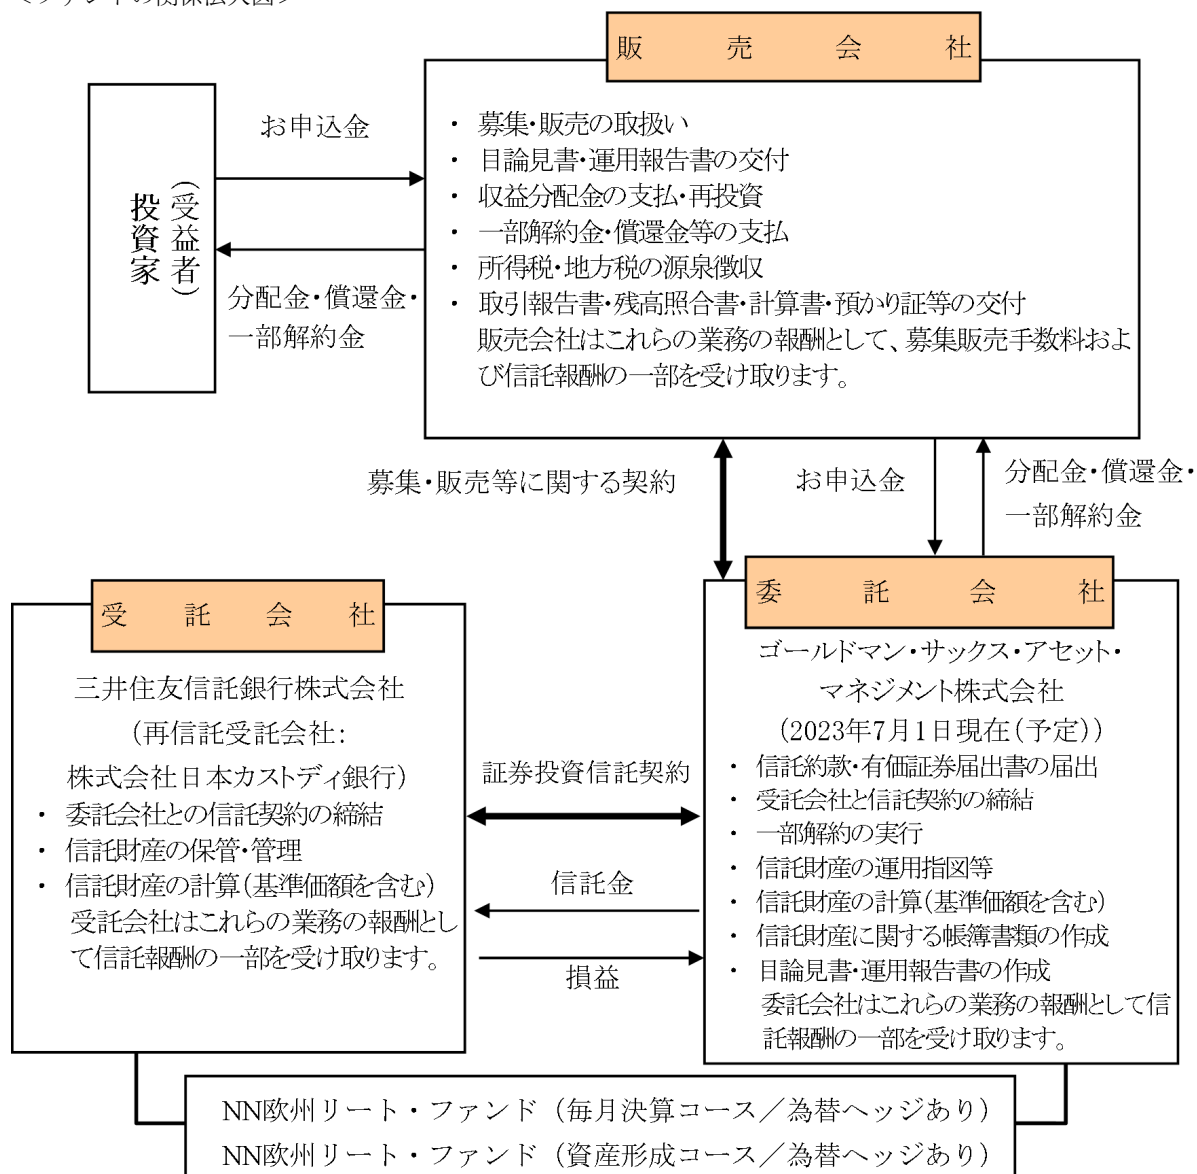 ＜ファンドの関係法人図＞
販売会社
お申込金
投資家
（受益者）
分配金・償還金・
一部解約金
・ 募集・販売の取扱い
・ 目論見書・運用報告書の交付
・ 収益分配金の支払・再投資
・ 一部解約金・償還金等の支払
・ 所得税・地方税の源泉徴収
・ 取引報告書・残高照合書・計算書・預かり証等の交付
販売会社はこれらの業務の報酬として、募集販売手数料およ
び信託報酬の一部を受け取ります。
募集・販売等に関する契約
お申込金
分配金・償還金・
一部解約金
受託会社
三井住友信託銀行株式会社
（再信託受託会社：
株式会社日本カストディ銀行）
・ 委託会社との信託契約の締結
・ 信託財産の保管・管理
・ 信託財産の計算（基準価額を含む）
受託会社はこれらの業務の報酬とし
て信託報酬の一部を受け取ります。
証券投資信託契約
信託金
損益
委託会社
ゴールドマン・サックス・アセット・
マネジメント株式会社
（2023年7月1日現在（予定））
・ 信託約款・有価証券届出書の届出
・ 受託会社と信託契約の締結
・ 一部解約の実行
・ 信託財産の運用指図等
・ 信託財産の計算（基準価額を含む）
・ 信託財産に関する帳簿書類の作成
・ 目論見書・運用報告書の作成
委託会社はこれらの業務の報酬として信
託報酬の一部を受け取ります。
NN欧州リート・ファンド（毎月決算コース／為替ヘッジあり）
NN欧州リート・ファンド（資産形成コース／為替ヘッジあり）